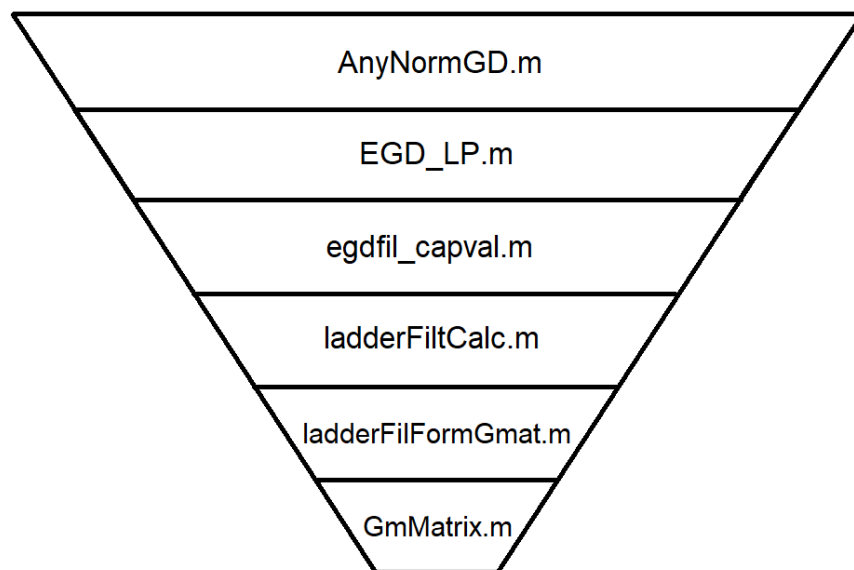 AnyNormGD.m
EGD_LP.m
egdfil_capval.m
ladderFiltCalc.m
ladderFilFormGmat.m
GmMatrix.m